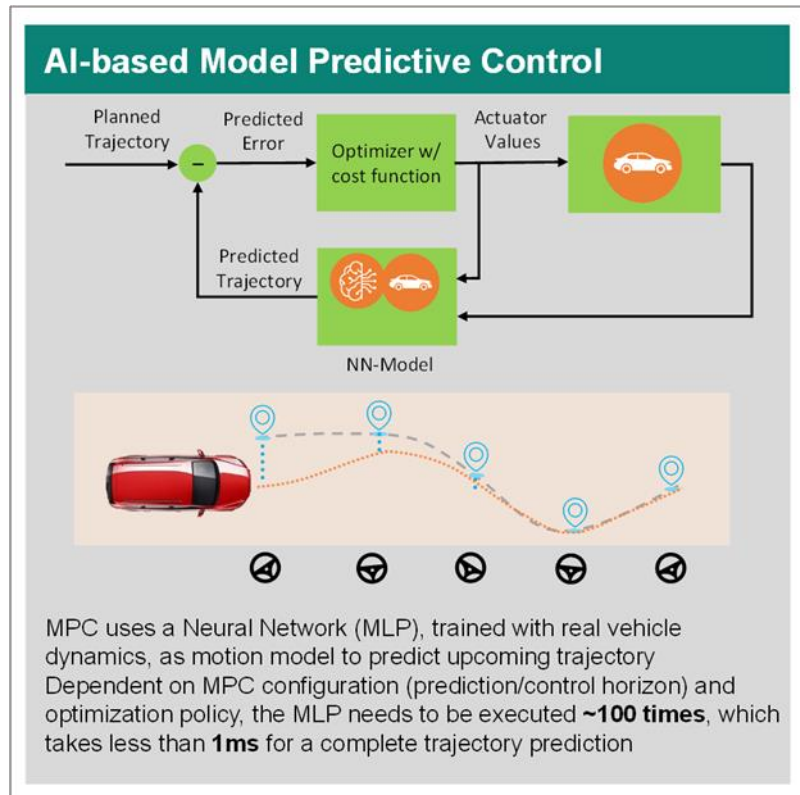 AI-based Model Predictive Control
Planned
Trajectory
–
Predicted
Error
Optimizer w/
cost function
Actuator
Values
Predicted
Trajectory
NN-Model
MPC uses a Neural Network (MLP), trained with real vehicle
dynamics, as motion model to predict upcoming trajectory
Dependent on MPC configuration (prediction/control horizon) and
optimization policy, the MLP needs to be executed ~100 times, which
takes less than 1ms for a complete trajectory prediction